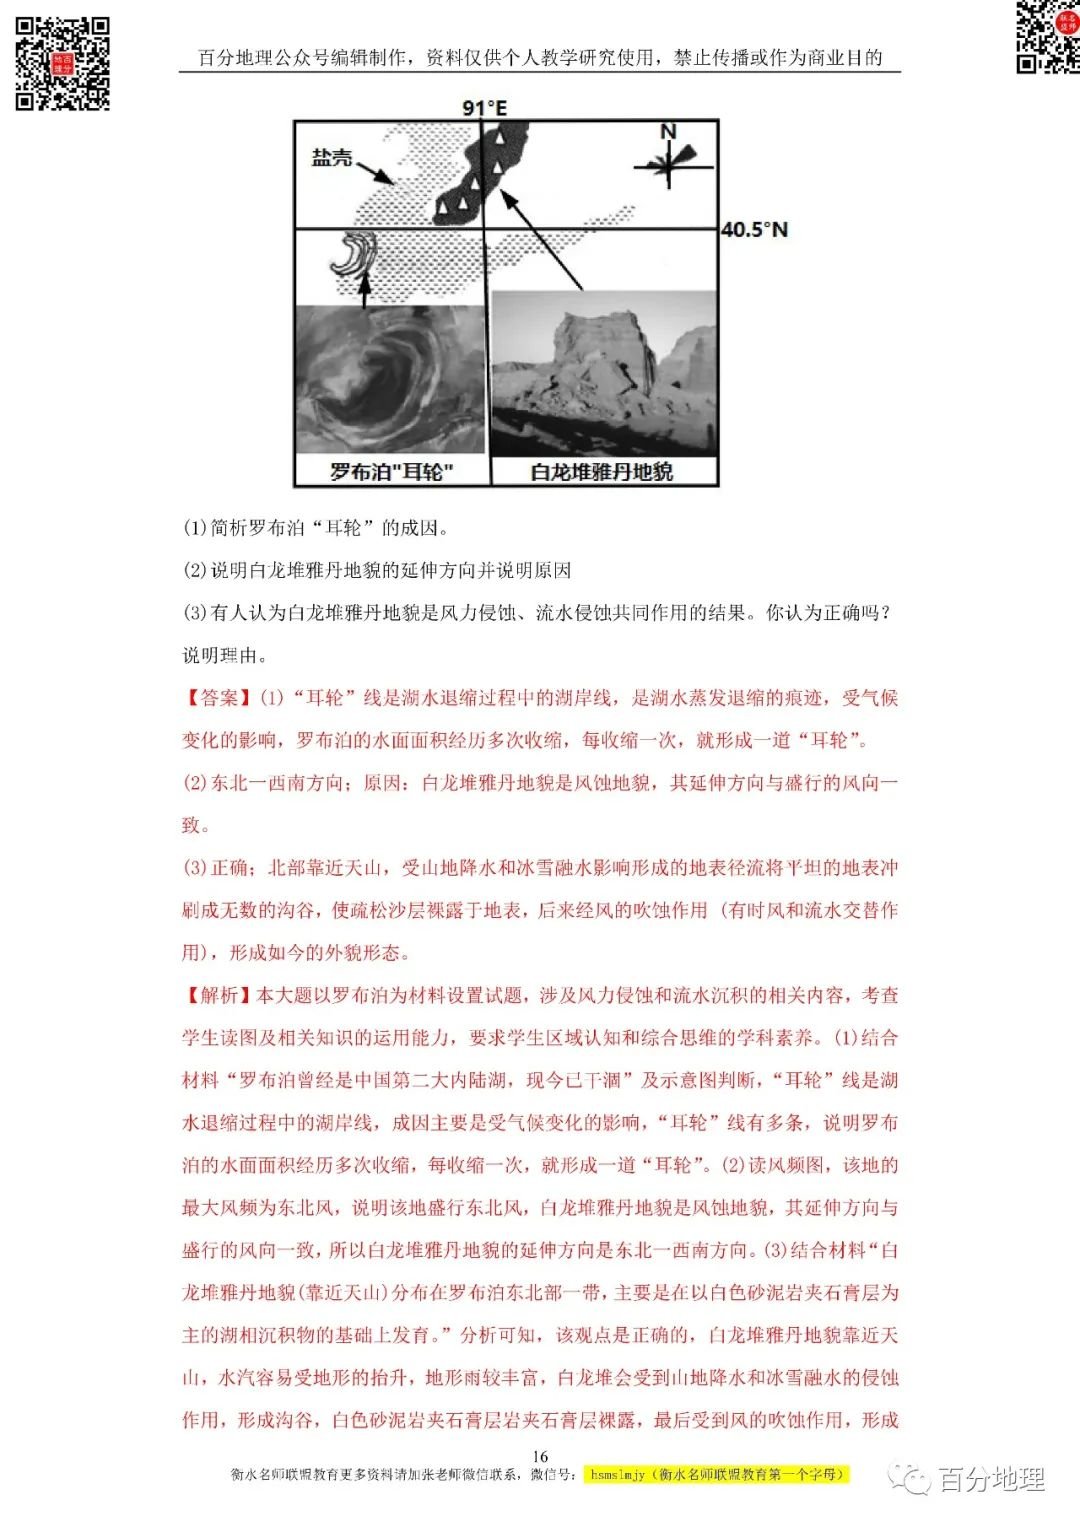 百分地理公众号编辑制作，资料仅供个人教学研究使用，禁止传播或作为商业目的
91°E
N
盐壳
40.5°N
罗布泊"耳轮"
白龙堆雅丹地貌
(1)简析罗布泊“耳轮”的成因。
(2)说明白龙堆雅丹地貌的延伸方向并说明原因
(3)有人认为白龙堆雅丹地貌是风力侵蚀、流水侵蚀共同作用的结果。你认为正确吗？
说明理由。
【答案】(1)“耳轮”线是湖水退缩过程中的湖岸线，是湖水蒸发退缩的痕迹，受气候
变化的影响，罗布泊的水面面积经历多次收缩，每收缩一次，就形成一道“耳轮”。
(2)东北一西南方向；原因：白龙堆雅丹地貌是风蚀地貌，其延伸方向与盛行的风向一
致。
(3)正确；北部靠近天山，受山地降水和冰雪融水影响形成的地表径流将平坦的地表冲
刷成无数的沟谷，使疏松沙层裸露于地表，后来经风的吹蚀作用（有时风和流水交替作
用），形成如今的外貌形态。
【解析】本大题以罗布泊为材料设置试题，涉及风力侵蚀和流水沉积的相关内容，考查
学生读图及相关知识的运用能力，要求学生区域认知和综合思维的学科素养。(1)结合
材料“罗布泊曾经是中国第二大内陆湖，现今已干涸”及示意图判断，“耳轮”线是湖
水退缩过程中的湖岸线，成因主要是受气候变化的影响，“耳轮”线有多条，说明罗布
泊的水面面积经历多次收缩，每收缩一次，就形成一道“耳轮”。(2)读风频图，该地的
最大风频为东北风，说明该地盛行东北风，白龙堆雅丹地貌是风蚀地貌，其延伸方向与
盛行的风向一致，所以白龙堆雅丹地貌的延伸方向是东北一西南方向。(3)结合材料“白
龙堆雅丹地貌(靠近天山)分布在罗布泊东北部一带，主要是在以白色砂泥岩夹石膏层为
主的湖相沉积物的基础上发育。”分析可知，该观点是正确的，白龙堆雅丹地貌靠近天
山，水汽容易受地形的抬升，地形雨较丰富，白龙堆会受到山地降水和冰雪融水的侵蚀
作用，形成沟谷，白色砂泥岩夹石膏层岩夹石膏层裸露，最后受到风的吹蚀作用，形成
16
衡水名师联盟教育更多资料请加张老师微信联系，微信号：hsmslmjy（衡水名师联盟教育第一个字母）
百分地理